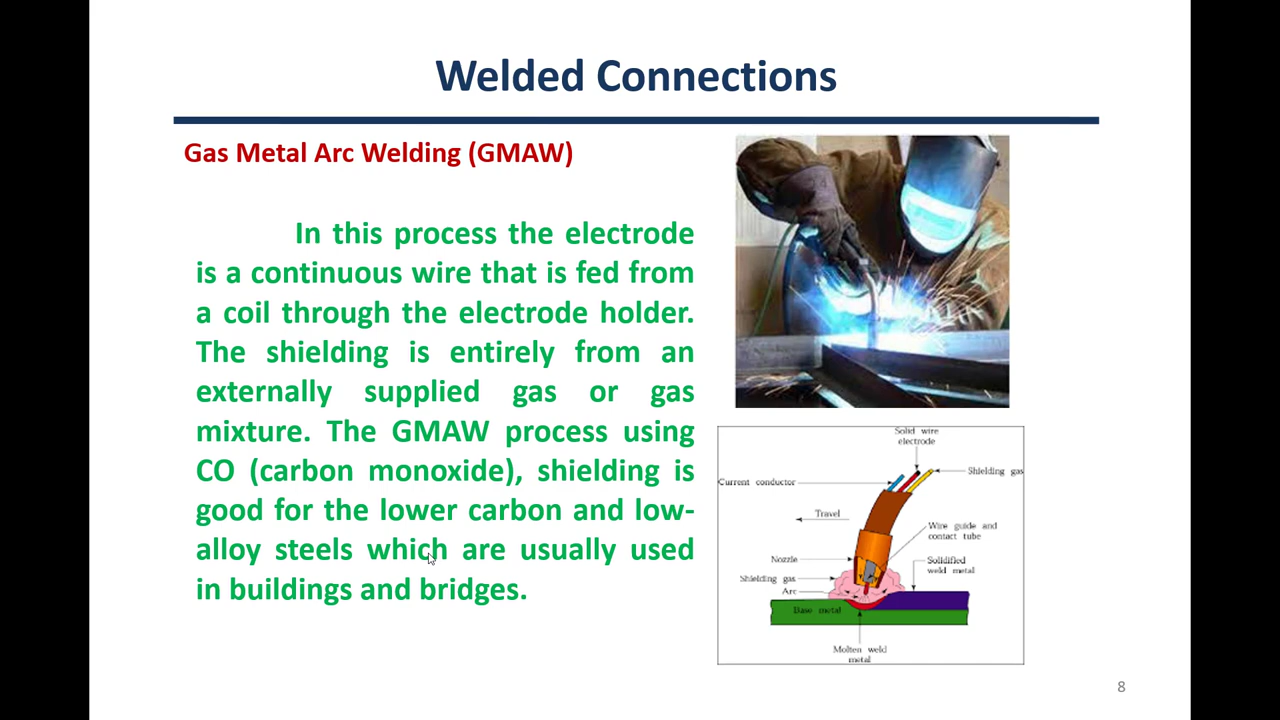 Welded Connections
Gas Metal Arc Welding (GMAW)
In this process the electrode
is a continuous wire that is fed from
a coil through the electrode holder.
The shielding is entirely from an
externally supplied gas or gas
mixture. The GMAW process using
CO (carbon monoxide), shielding is
good for the lower carbon and low-
alloy steels which are usually used
in buildings and bridges.
Solid wire
electrode
Shielding gas
Current conductor
Travel
Wire guide and
contact tube
Nozzle
Solidified
weld metal
Shielding gas
Arc
Base metal
Molten weld
metal
8